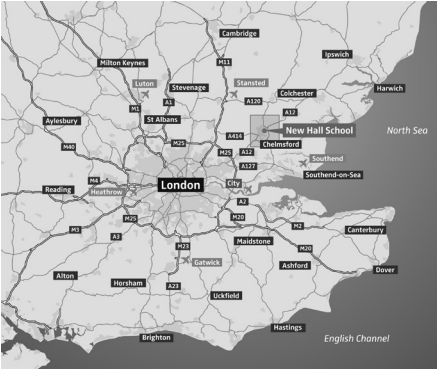 Cambridge
Ipswich
Milton Keynes
M11
Luton
Stevenage
Stansted
Harwich
Colchester
A120
M1
A1
A12
Aylesbury
St Albans
New Hall School
North Sea
A414
M25
Chelmsford
M40
M25
A12
Southend
A127
M4
London
City
Southend-on-Sea
Reading
Heathrow
A2
M25
M20
M2
Canterbury
M3
A3
M23
Maidstone
M20
Gatwick
Ashford
Dover
Alton
Horsham
A23
Uckfield
Hastings
Brighton
English Channel